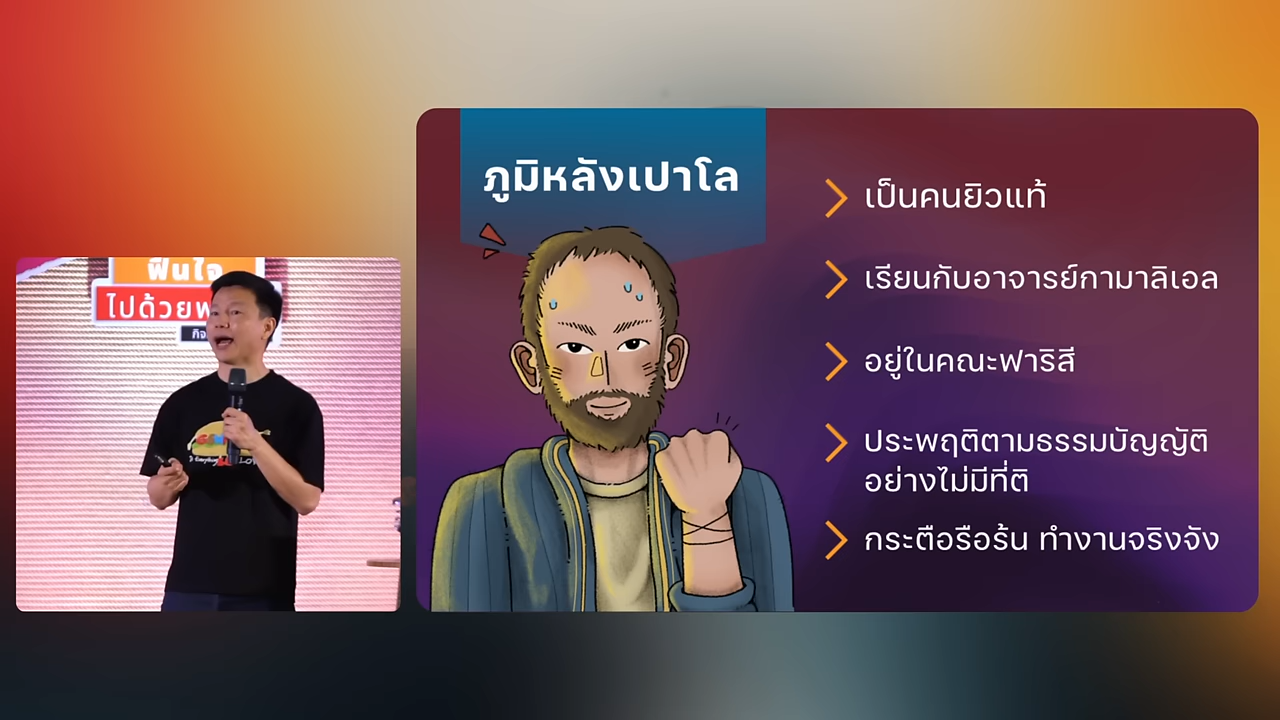 ภูมิหลังเปาโล
เป็นคนยิวแท้
เรียนกับอาจารย์กามาลิเอล
อยู่ในคณะฟาริสี
ประพฤติตามธรรมบัญญัติ
อย่างไม่มีที่ติ
กระตือรือร้น ทำงานจริงจัง
ฟื้นใจ
ไปด้วยพ
กิจ